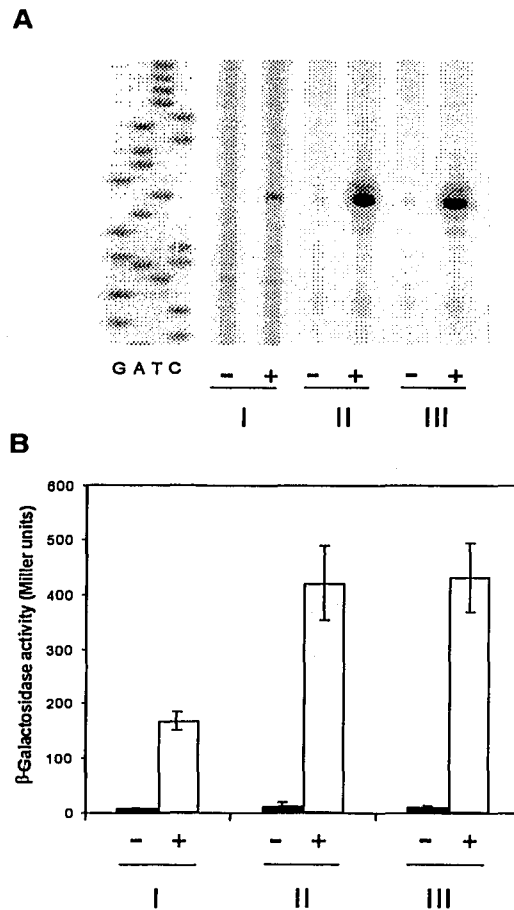 A
G A T C
- + - + - +
I II III
B
β-Galactosidase activity (Miller units)
600
500
400
300
200
100
0
- + - + - +
I II III